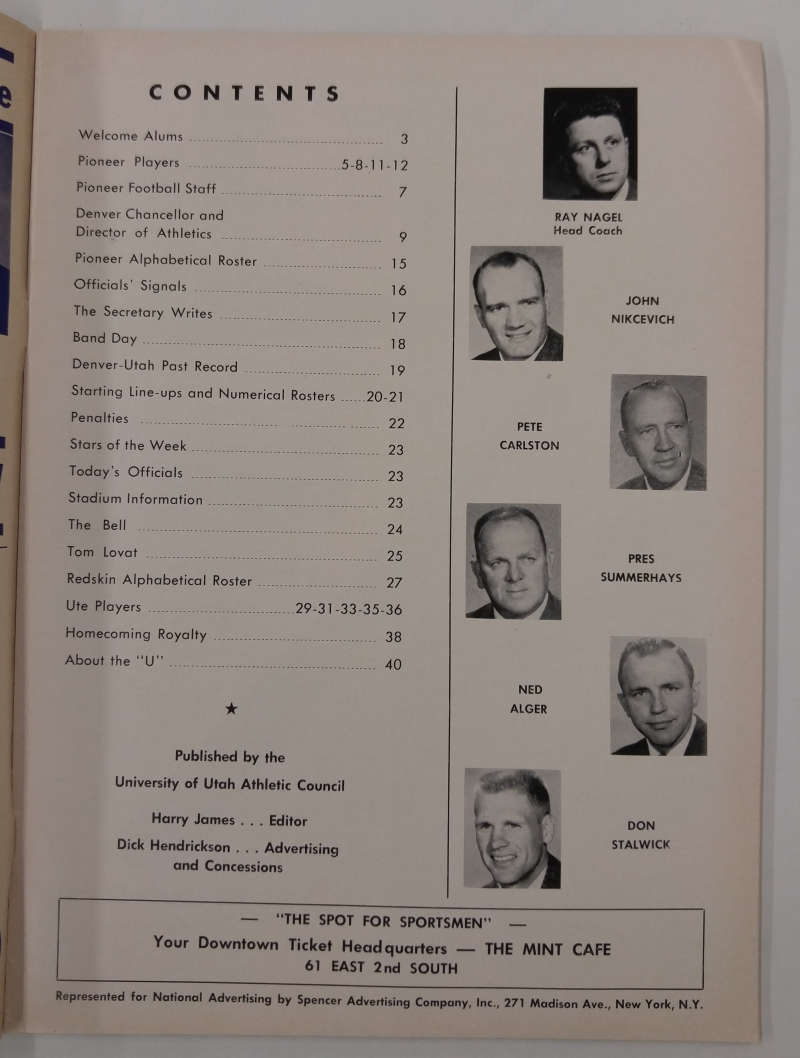 CONTENTS
Welcome Alums 3
Pioneer Players 5-8-11-12
Pioneer Football Staff 7
Denver Chancellor and
Director of Athletics 9
Pioneer Alphabetical Roster 15
Officials' Signals 16
The Secretary Writes 17
Band Day 18
Denver-Utah Past Record 19
Starting Line-ups and Numerical Rosters 20-21
Penalties 22
Stars of the Week 23
Today's Officials 23
Stadium Information 23
The Bell 24
Tom Lovat 25
Redskin Alphabetical Roster 27
Ute Players 29-31-33-35-36
Homecoming Royalty 38
About the "U" 40
Published by the
University of Utah Athletic Council
Harry James . . . Editor
Dick Hendrickson . . . Advertising
and Concessions
RAY NAGEL
Head Coach
JOHN
NIKCEVICH
PETE
CARLSTON
PRES
SUMMERHAYS
NED
ALGER
DON
STALWICK
— "THE SPOT FOR SPORTSMEN" —
Your Downtown Ticket Headquarters — THE MINT CAFE
61 EAST 2nd SOUTH
Represented for National Advertising by Spencer Advertising Company, Inc., 271 Madison Ave., New York, N.Y.